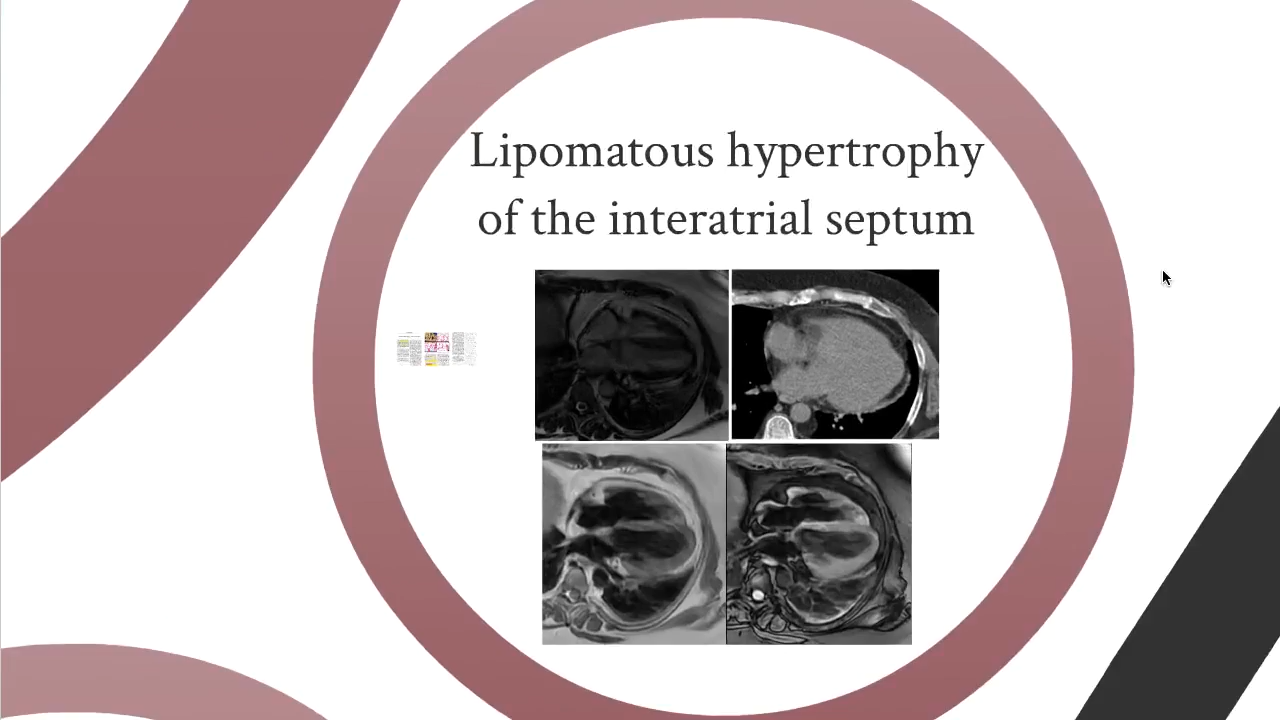 Lipomatous hypertrophy
of the interatrial septum